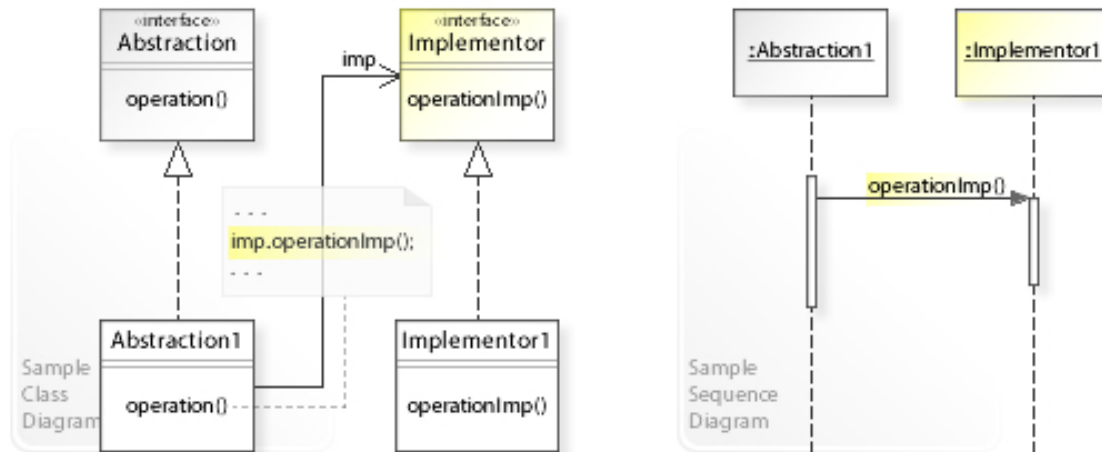 «interface»
Abstraction
operation()
imp
«interface»
Implementor
operationImp()
- - -
imp.operationImp();
- - -
Abstraction1
operation()
Implementor1
operationImp()
Sample
Class
Diagram
:Abstraction1
:Implementor1
operationImp()
Sample
Sequence
Diagram